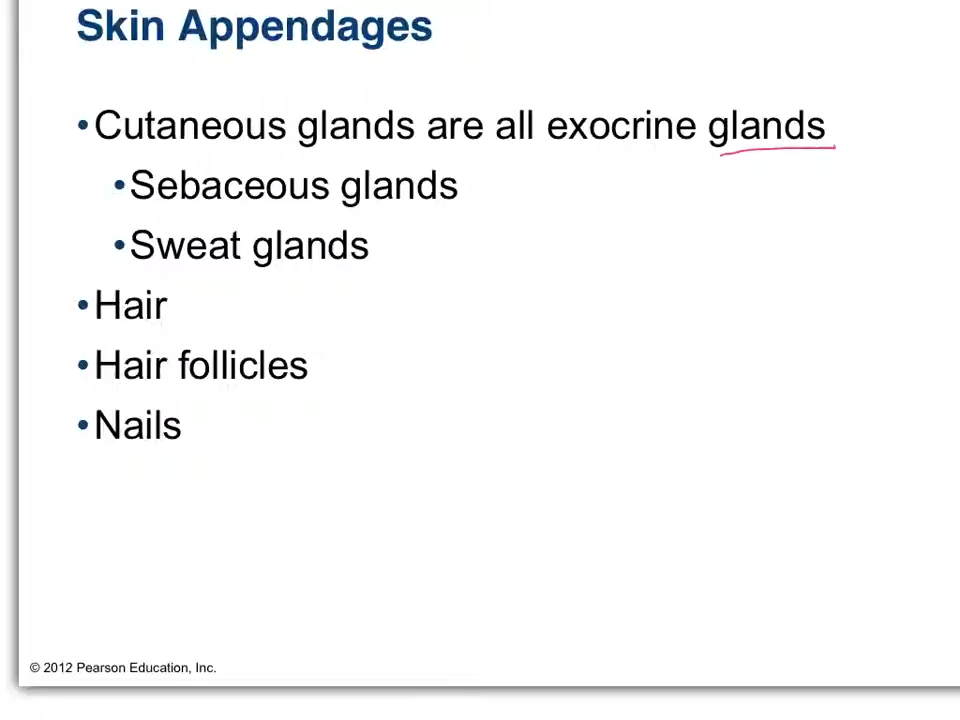 Skin Appendages
•Cutaneous glands are all exocrine glands
•Sebaceous glands
•Sweat glands
•Hair
•Hair follicles
•Nails
© 2012 Pearson Education, Inc.